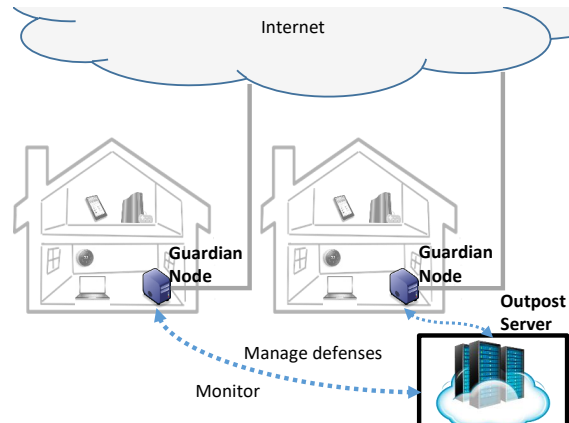 Internet
Guardian
Node
Guardian
Node
Outpost
Server
Manage defenses
Monitor